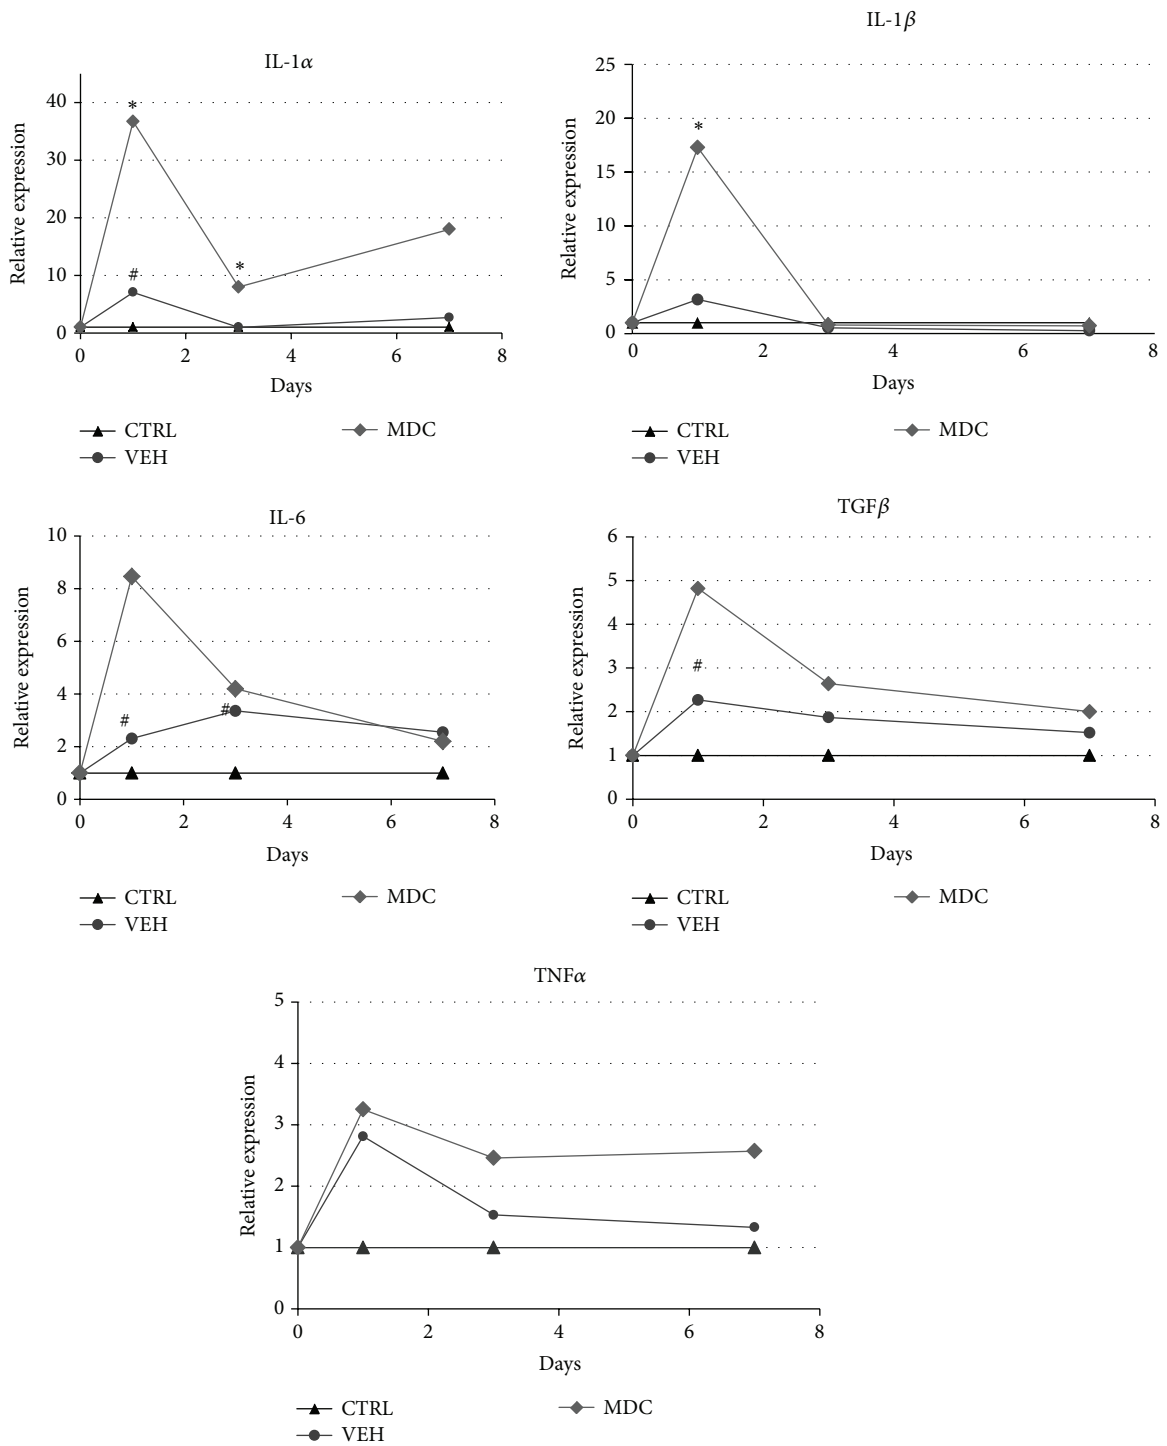 IL-1α
Relative expression
40
30
20
10
0
*
*
#
0 2 4 6 8
Days
CTRL
VEH
MDC
IL-1β
Relative expression
25
20
15
10
5
0
*
0 2 4 6 8
Days
CTRL
VEH
MDC
IL-6
Relative expression
10
8
6
4
2
0
#
#
0 2 4 6 8
Days
CTRL
VEH
MDC
TGFβ
Relative expression
6
5
4
3
2
1
0
#
0 2 4 6 8
Days
CTRL
VEH
MDC
TNFα
Relative expression
5
4
3
2
1
0
0 2 4 6 8
Days
CTRL
VEH
MDC